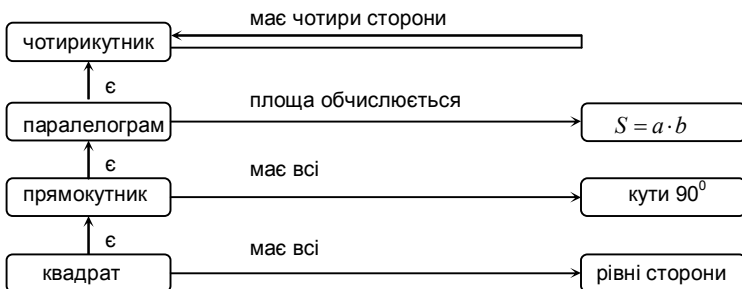 має чотири сторони
чотирикутник
є
площа обчислюється
паралелограм
S = a · b
є
має всі
прямокутник
кути 90⁰
є
має всі
квадрат
рівні сторони